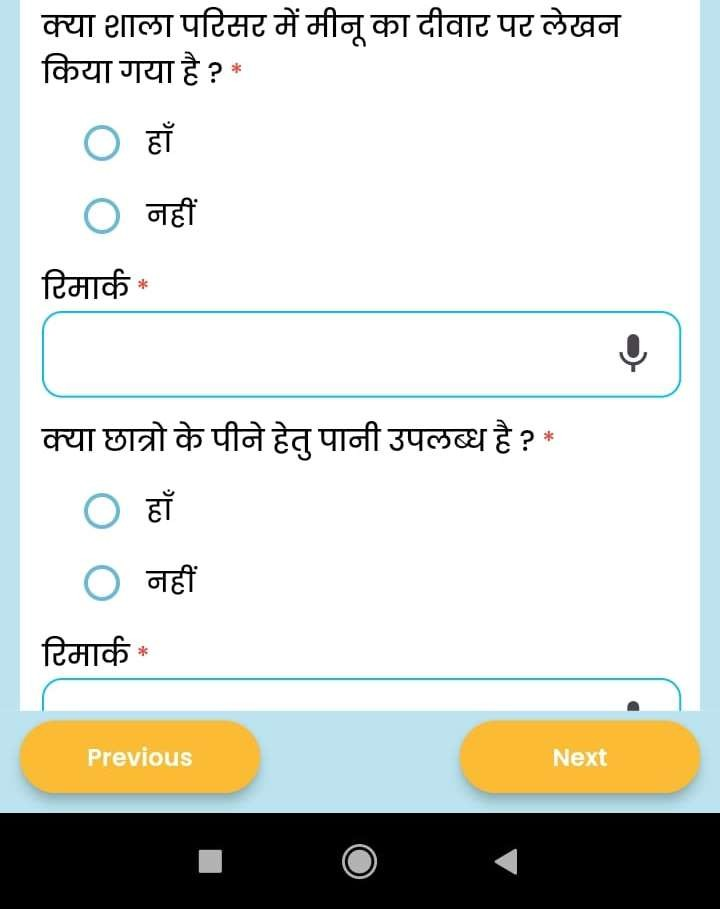 क्या शाला परिसर में मीनू का दीवार पर लेखन
किया गया है ? *
हाँ
नहीं
रिमार्क *
क्या छात्रो के पीने हेतु पानी उपलब्ध है ? *
हाँ
नहीं
रिमार्क *
Previous
Next